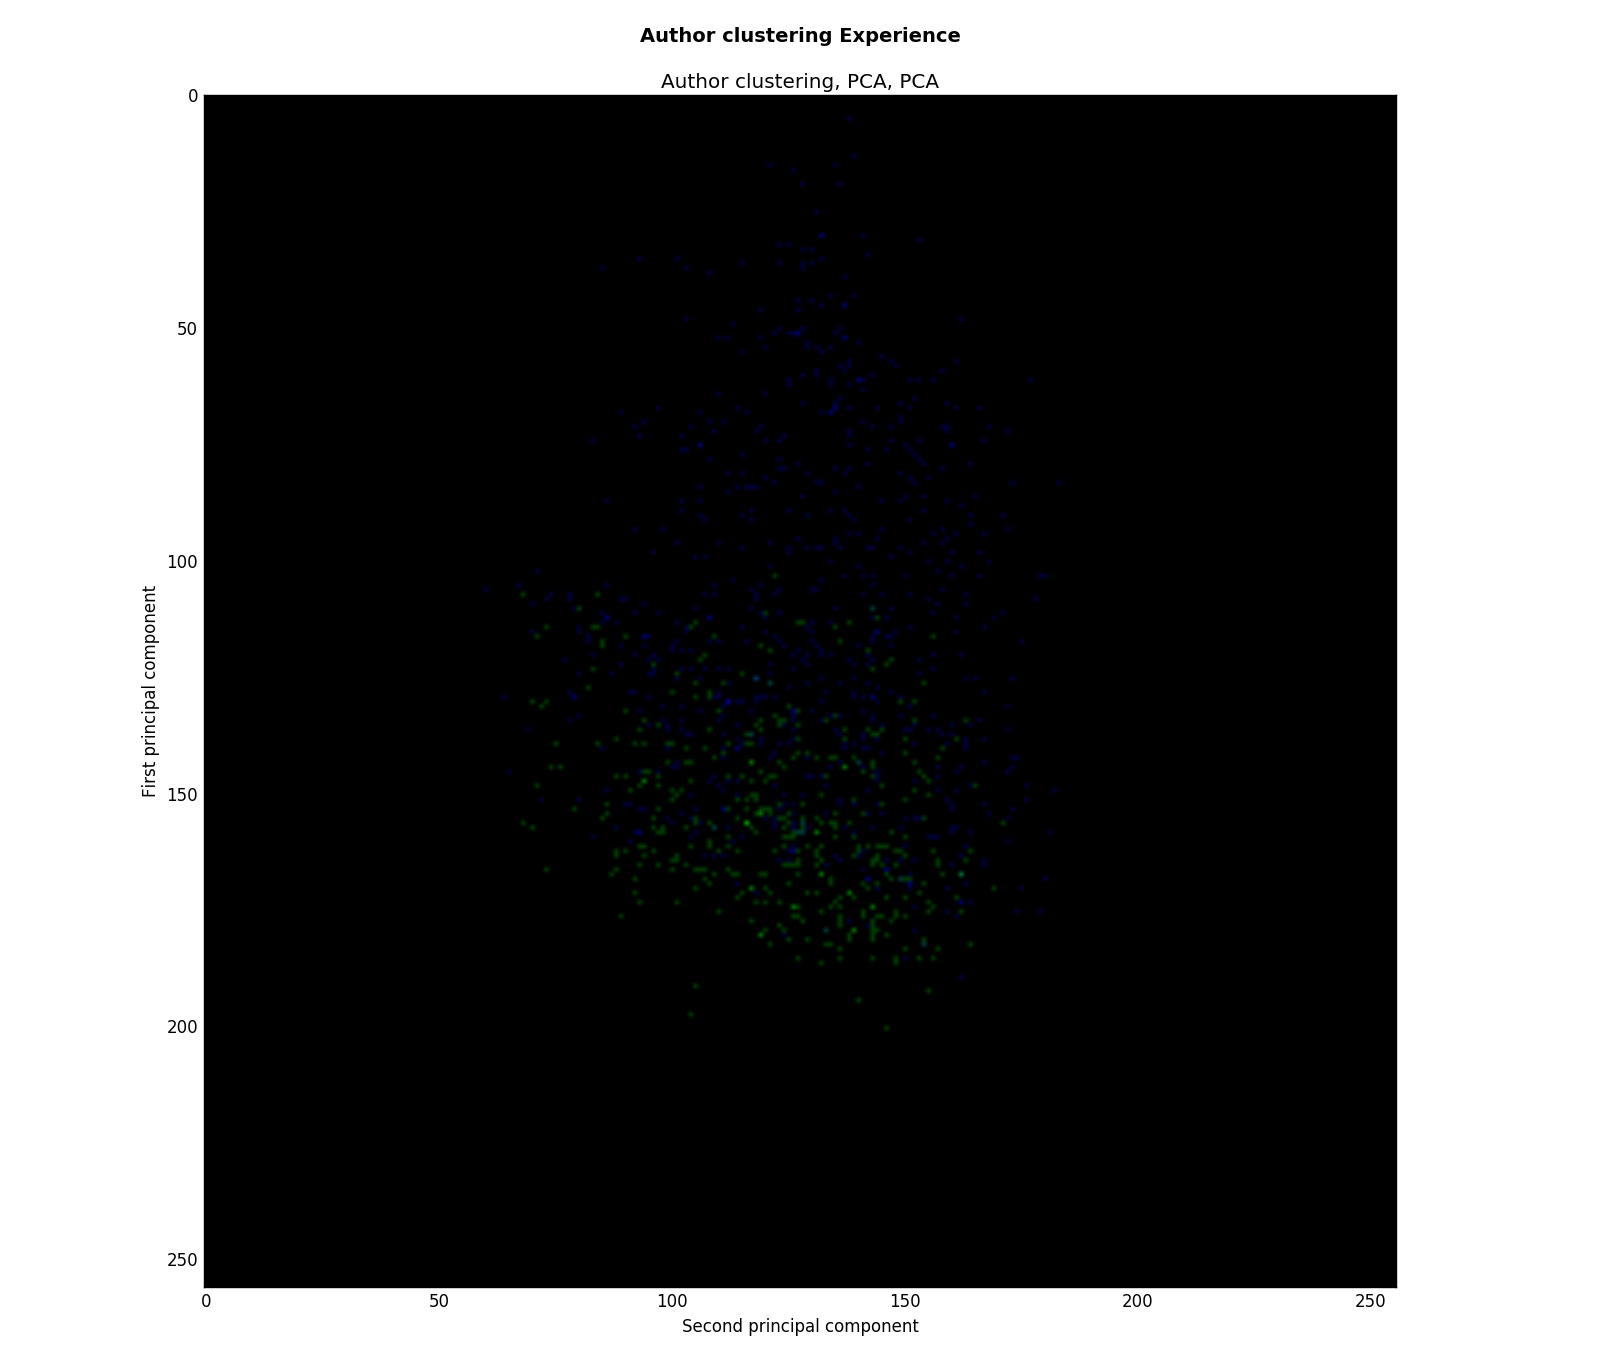 Author clustering Experience
Author clustering, PCA, PCA
0
50
100
150
200
250
First principal component
0 50 100 150 200 250
Second principal component